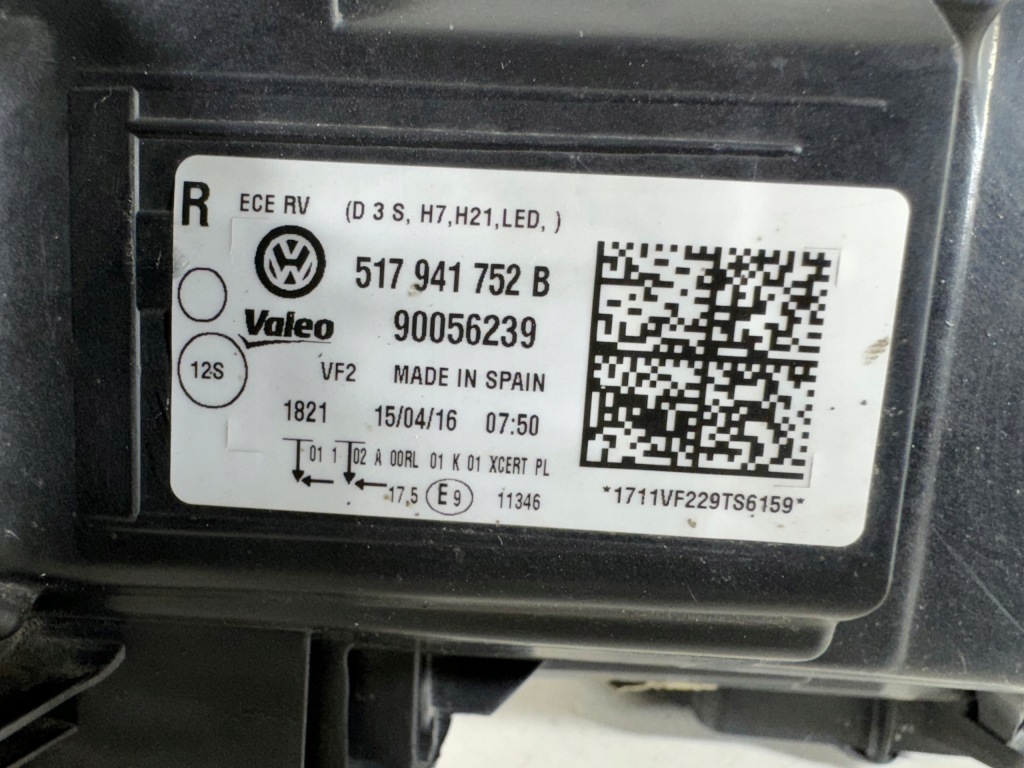 R ECE RV (D 3 S, H7,H21,LED, )
517 941 752 B
Valeo 90056239
12S VF2 MADE IN SPAIN
1821 15/04/16 07:50
01 1 02 A 00RL 01 K 01 XCERT PL
17,5 E9 11346
*1711VF229TS6159*